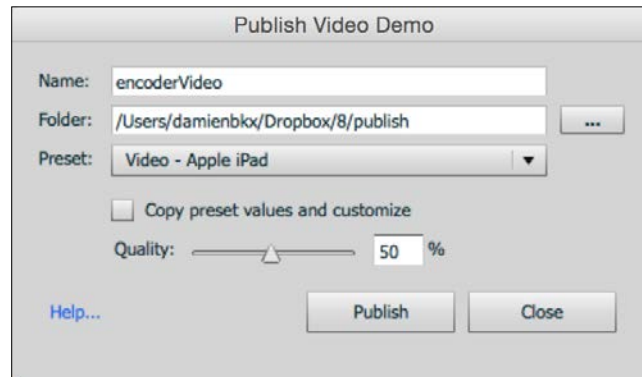 Publish Video Demo
Name: encoderVideo
Folder: /Users/damienbkx/Dropbox/8/publish ...
Preset: Video - Apple iPad
Copy preset values and customize
Quality: 50 %
Help... Publish Close